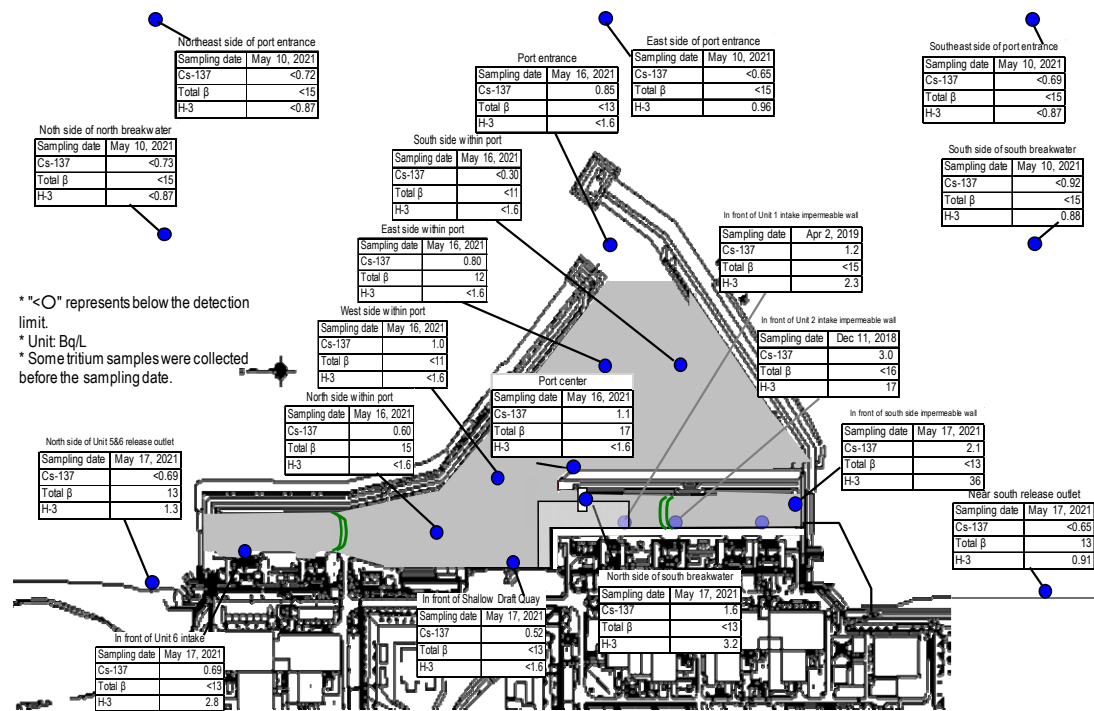 Northeast side of port entrance
Sampling date May 10, 2021
Cs-137 <0.72
Total β <15
H-3 <0.87
East side of port entrance
Sampling date May 10, 2021
Cs-137 <0.65
Total β <15
H-3 0.96
Southeast side of port entrance
Sampling date May 10, 2021
Cs-137 <0.69
Total β <15
H-3 <0.87
Port entrance
Sampling date May 16, 2021
Cs-137 0.85
Total β <13
H-3 <1.6
Noth side of north breakwater
Sampling date May 10, 2021
Cs-137 <0.73
Total β <15
H-3 <0.87
South side within port
Sampling date May 16, 2021
Cs-137 <0.30
Total β <11
H-3 <1.6
South side of south breakwater
Sampling date May 10, 2021
Cs-137 <0.92
Total β <15
H-3 0.88
In front of Unit 1 intake impermeable wall
Sampling date Apr 2, 2019
Cs-137 1.2
Total β <15
H-3 2.3
East side within port
Sampling date May 16, 2021
Cs-137 0.80
Total β 12
H-3 <1.6
* "<O" represents below the detection
limit.
* Unit: Bq/L
* Some tritium samples were collected
before the sampling date.
West side within port
Sampling date May 16, 2021
Cs-137 1.0
Total β <11
H-3 <1.6
In front of Unit 2 intake impermeable wall
Sampling date Dec 11, 2018
Cs-137 3.0
Total β <16
H-3 17
Port center
Sampling date May 16, 2021
Cs-137 1.1
Total β 17
H-3 <1.6
North side within port
Sampling date May 16, 2021
Cs-137 0.60
Total β 15
H-3 <1.6
In front of south side impermeable wall
Sampling date May 17, 2021
Cs-137 2.1
Total β <13
H-3 36
North side of Unit 5&6 release outlet
Sampling date May 17, 2021
Cs-137 <0.69
Total β 13
H-3 1.3
Near south release outlet
Sampling date May 17, 2021
Cs-137 <0.65
Total β 13
H-3 0.91
North side of south breakwater
Sampling date May 17, 2021
Cs-137 1.6
Total β <13
H-3 3.2
In front of Shallow Draft Quay
Sampling date May 17, 2021
Cs-137 0.52
Total β <13
H-3 <1.6
In front of Unit 6 intake
Sampling date May 17, 2021
Cs-137 0.69
Total β <13
H-3 2.8